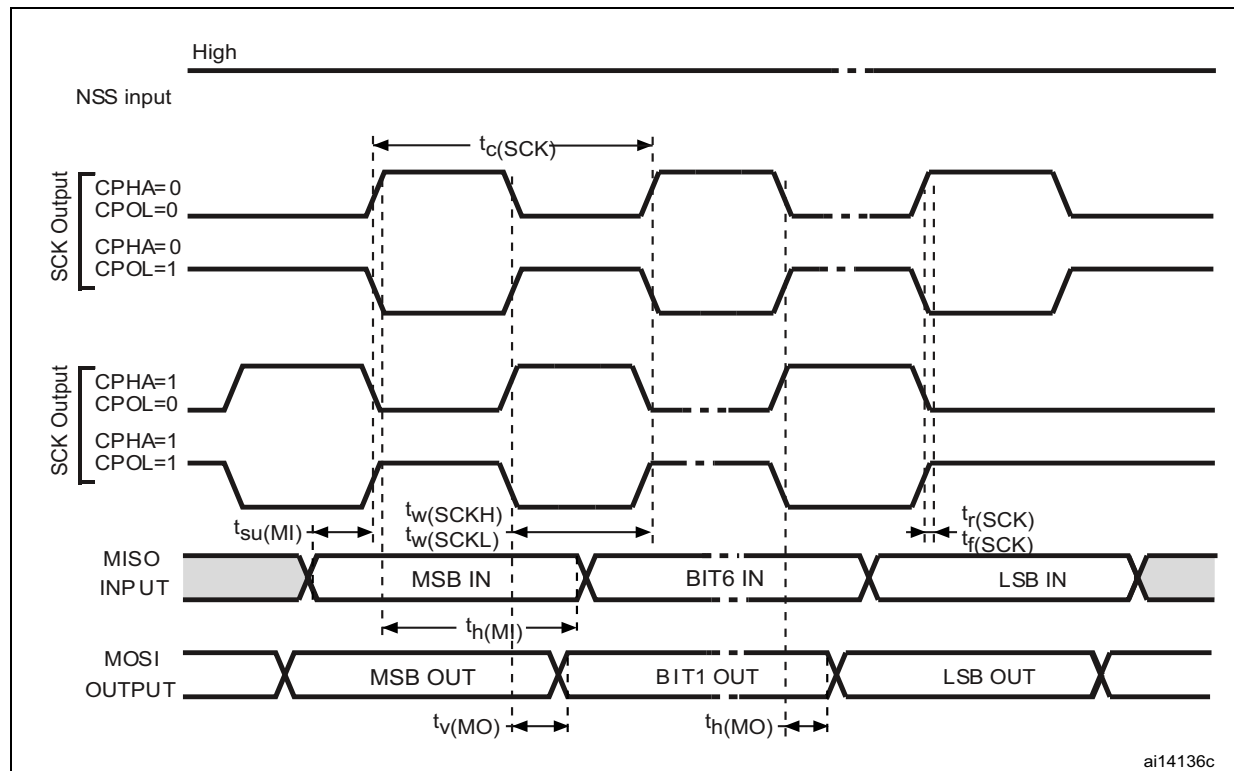 High
NSS input
tc(SCK)
SCK Output
CPHA=0
CPOL=0
CPHA=0
CPOL=1
SCK Output
CPHA=1
CPOL=0
CPHA=1
CPOL=1
tsu(MI)
tw(SCKH)
tw(SCKL)
tr(SCK)
tf(SCK)
MISO
INPUT
MSB IN
BIT6 IN
LSB IN
th(MI)
MOSI
OUTPUT
MSB OUT
BIT1 OUT
LSB OUT
tv(MO)
th(MO)
ai14136c